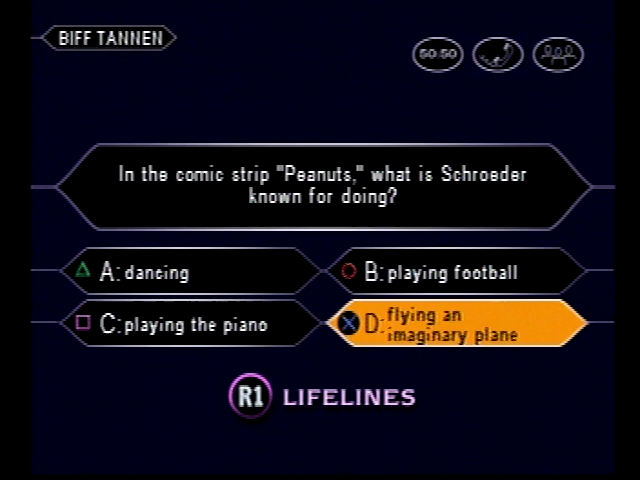 BIFF TANNEN
50:50
In the comic strip "Peanuts," what is Schroeder
known for doing?
A: dancing
B: playing football
C: playing the piano
D: flying an
imaginary plane
R1 LIFELINES